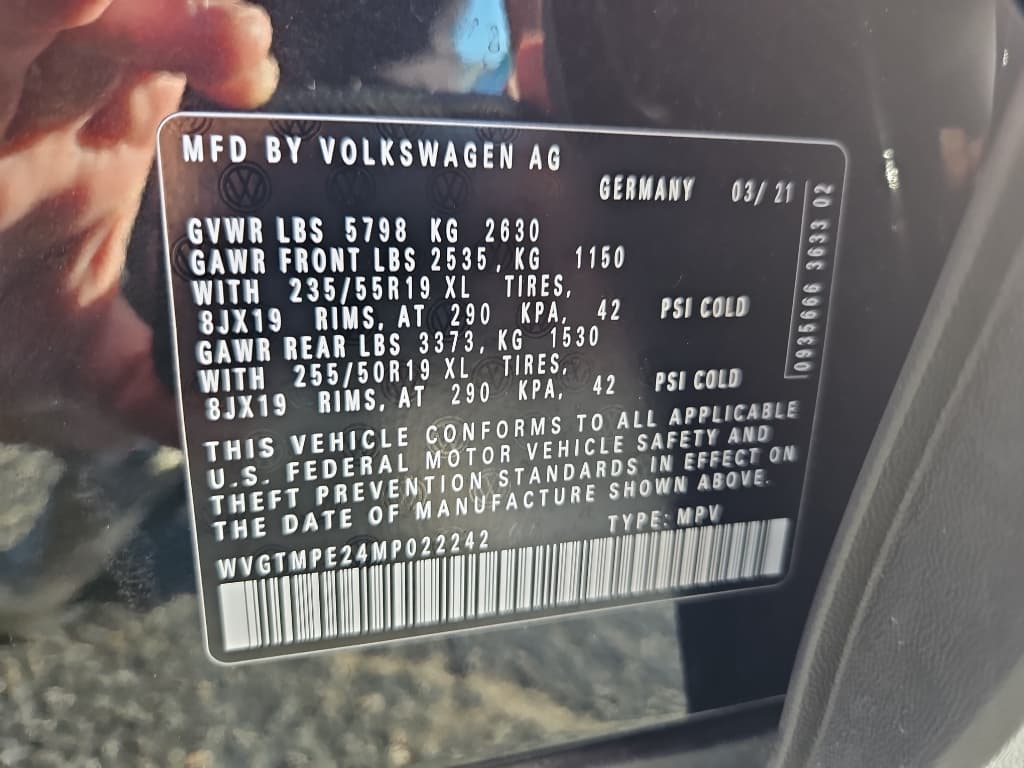 MFD BY VOLKSWAGEN AG
GERMANY 03/ 21
GVWR LBS 5798 KG 2630
GAWR FRONT LBS 2535, KG 1150
WITH 235/55R19 XL TIRES,
8JX19 RIMS, AT 290 KPA, 42 PSI COLD
GAWR REAR LBS 3373, KG 1530
WITH 255/50R19 XL TIRES,
8JX19 RIMS, AT 290 KPA, 42 PSI COLD
THIS VEHICLE CONFORMS TO ALL APPLICABLE
U.S. FEDERAL MOTOR VEHICLE SAFETY AND
THEFT PREVENTION STANDARDS IN EFFECT ON
THE DATE OF MANUFACTURE SHOWN ABOVE.
TYPE: MPV
WVGTMPE24MP022242
0935666 3633 02